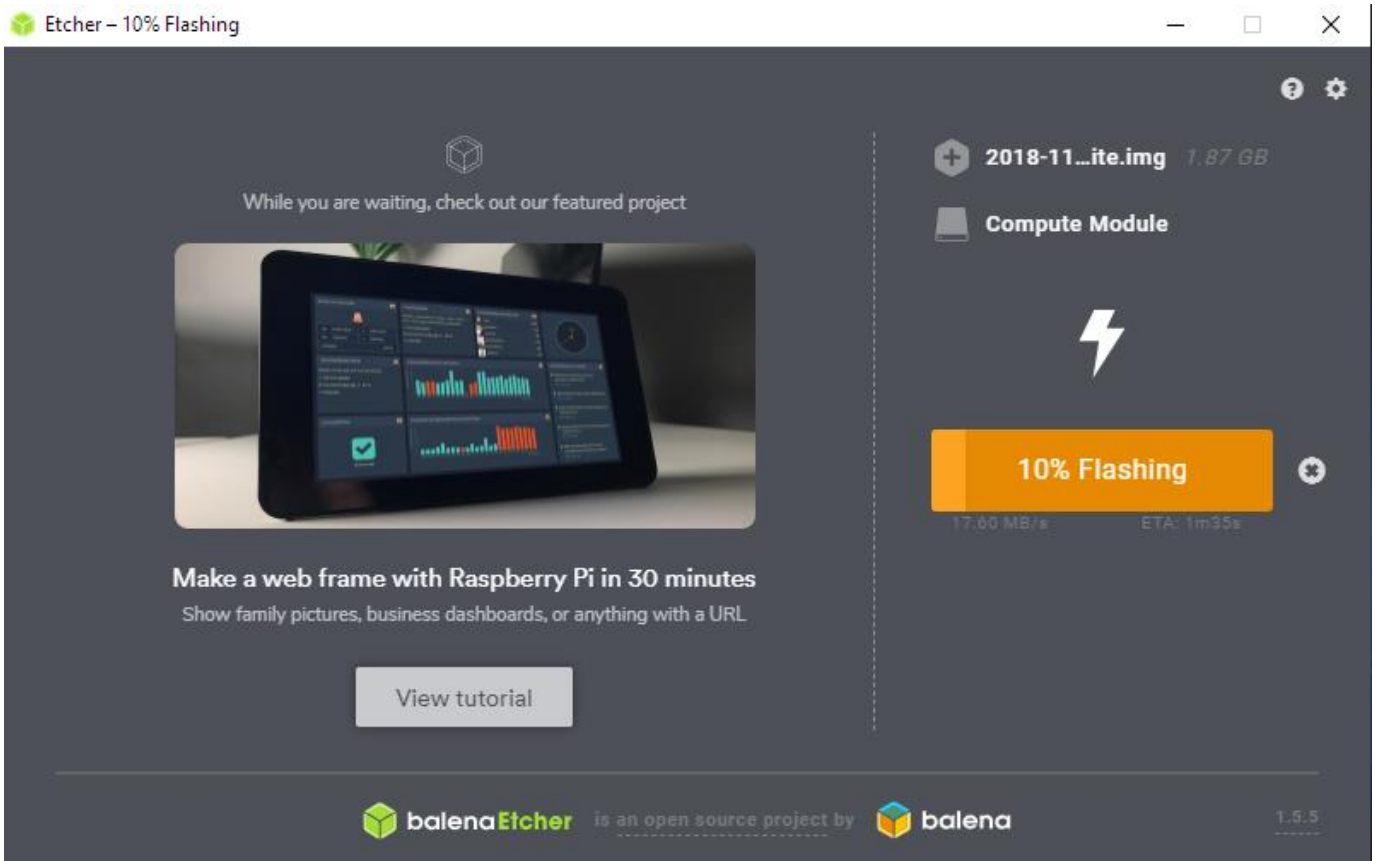 Etcher – 10% Flashing
While you are waiting, check out our featured project
Make a web frame with Raspberry Pi in 30 minutes
Show family pictures, business dashboards, or anything with a URL
View tutorial
2018-11...ite.img 1.87 GB
Compute Module
10% Flashing
17.60 MB/s ETA: 1m35s
balenaEtcher is an open source project by balena 1.5.5